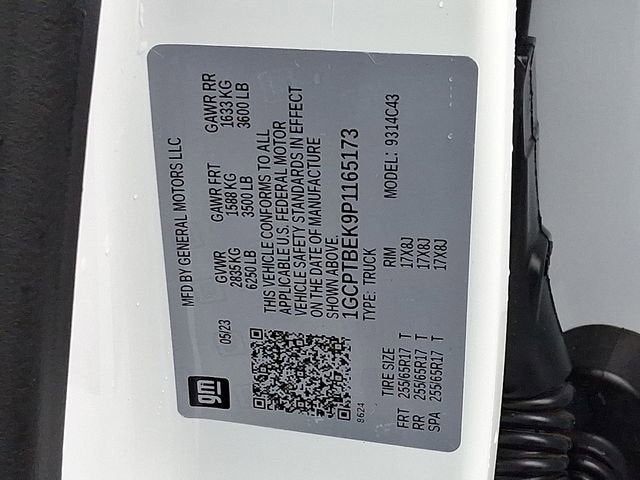 gm
MFD BY GENERAL MOTORS LLC
05/23
GVWR
2835 KG
6250 LB
GAWR FRT
1588 KG
3500 LB
GAWR RR
1633 KG
3600 LB
THIS VEHICLE CONFORMS TO ALL
APPLICABLE U.S. FEDERAL MOTOR
VEHICLE SAFETY STANDARDS IN EFFECT
ON THE DATE OF MANUFACTURE
SHOWN ABOVE.
1GCPTBEK9P1165173
TYPE: TRUCK
MODEL: 9314C43
8624
TIRE SIZE RIM
FRT 255/65R17 T 17X8J
RR 255/65R17 T 17X8J
SPA 255/65R17 T 17X8J